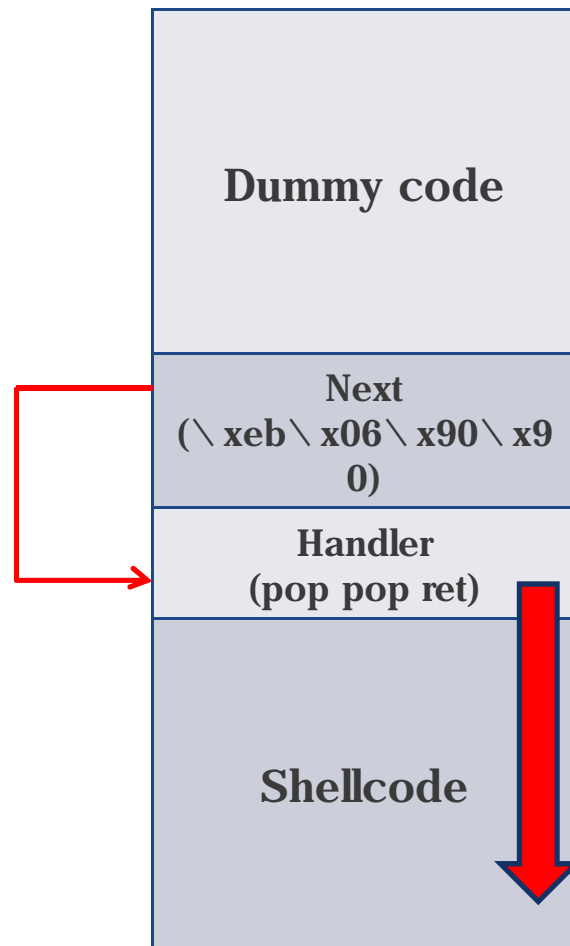 Dummy code
Next
(\ xeb\ x06\ x90\ x9
0)
Handler
(pop pop ret)
Shellcode